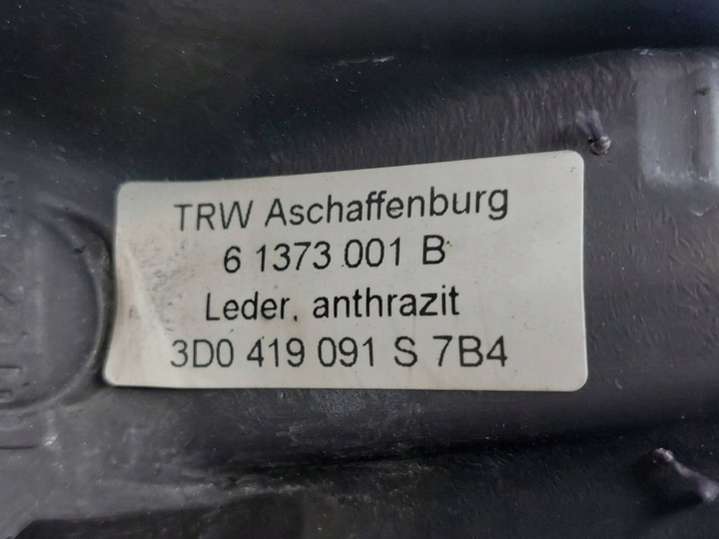 TRW Aschaffenburg
6 1373 001 B
Leder, anthrazit
3D0 419 091 S 7B4